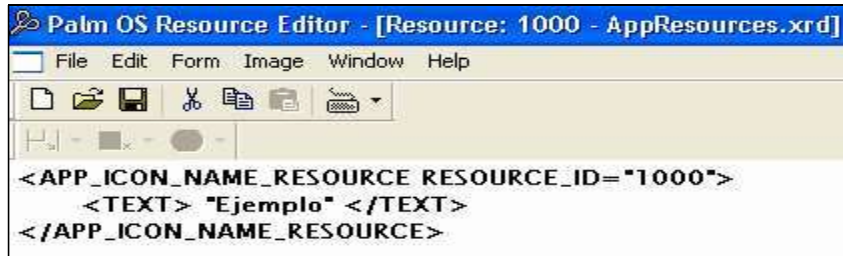 Palm OS Resource Editor - [Resource: 1000 - AppResources.xrd]
File Edit Form Image Window Help
<APP_ICON_NAME_RESOURCE RESOURCE_ID="1000">
<TEXT> "Ejemplo" </TEXT>
</APP_ICON_NAME_RESOURCE>